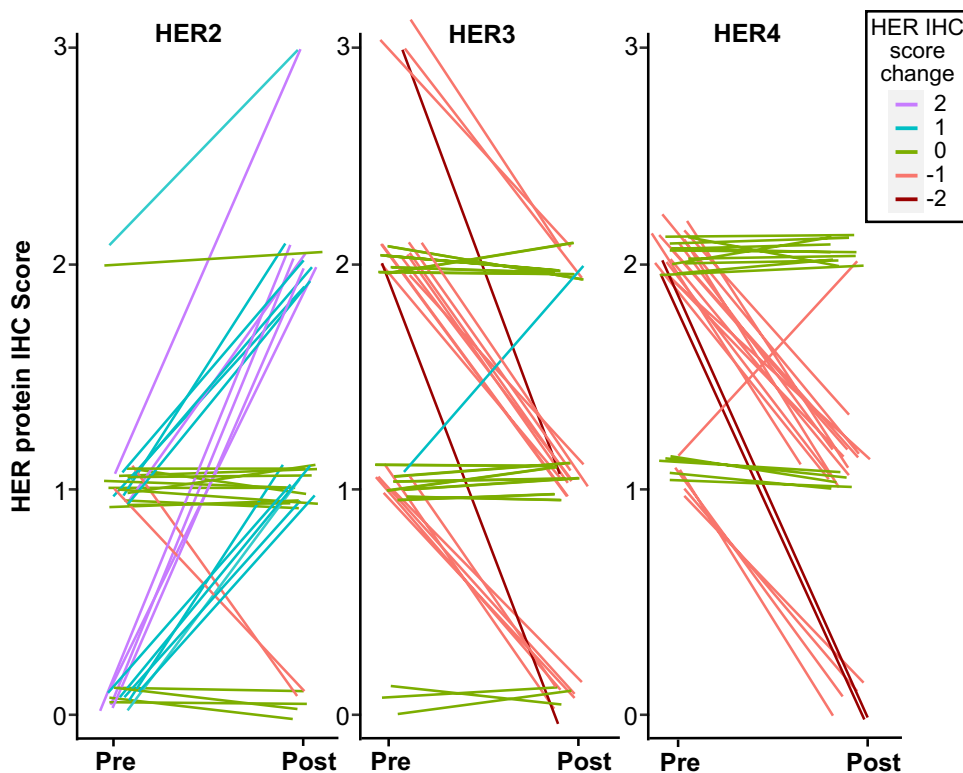 HER2
HER3
HER4
HER IHC
score
change
2
1
0
-1
-2
HER protein IHC Score
3
2
1
0
3
2
1
0
3
2
1
0
Pre
Post
Pre
Post
Pre
Post